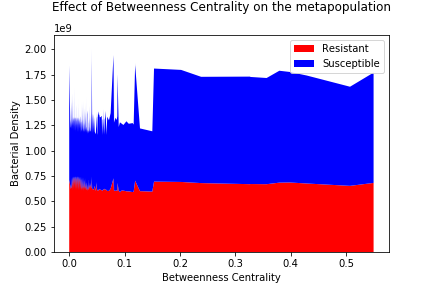 Effect of Betweenness Centrality on the metapopulation
1e9
2.00
1.75
1.50
1.25
1.00
0.75
0.50
0.25
0.00
Bacterial Density
Resistant
Susceptible
0.0 0.1 0.2 0.3 0.4 0.5
Betweenness Centrality